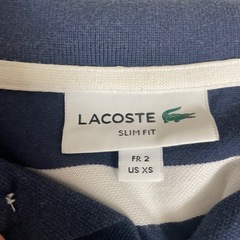 LACOSTE
SLIM FIT
FR 2
US XS